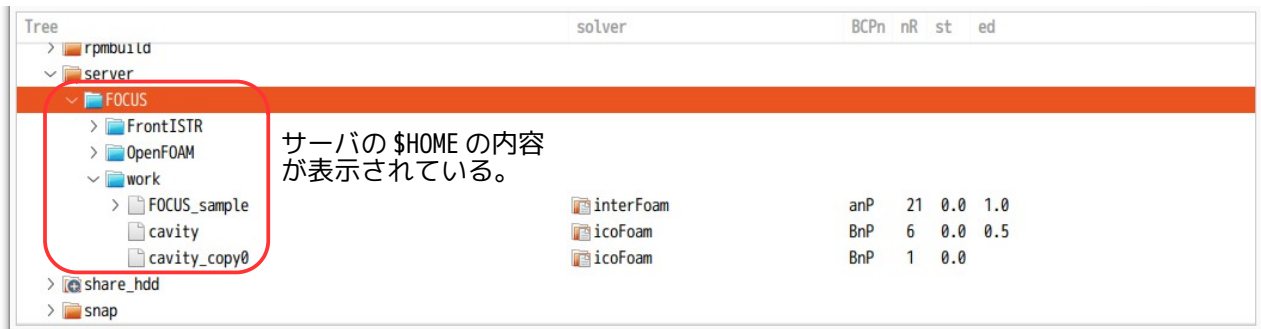 Tree solver BCPn nR st ed
rpmbuild
server
FOCUS
FrontISTR
OpenFOAM
work
FOCUS_sample interFoam anP 21 0.0 1.0
cavity icoFoam BnP 6 0.0 0.5
cavity_copy0 icoFoam BnP 1 0.0
share_hdd
snap
サーバの $HOME の内容
が表示されている。